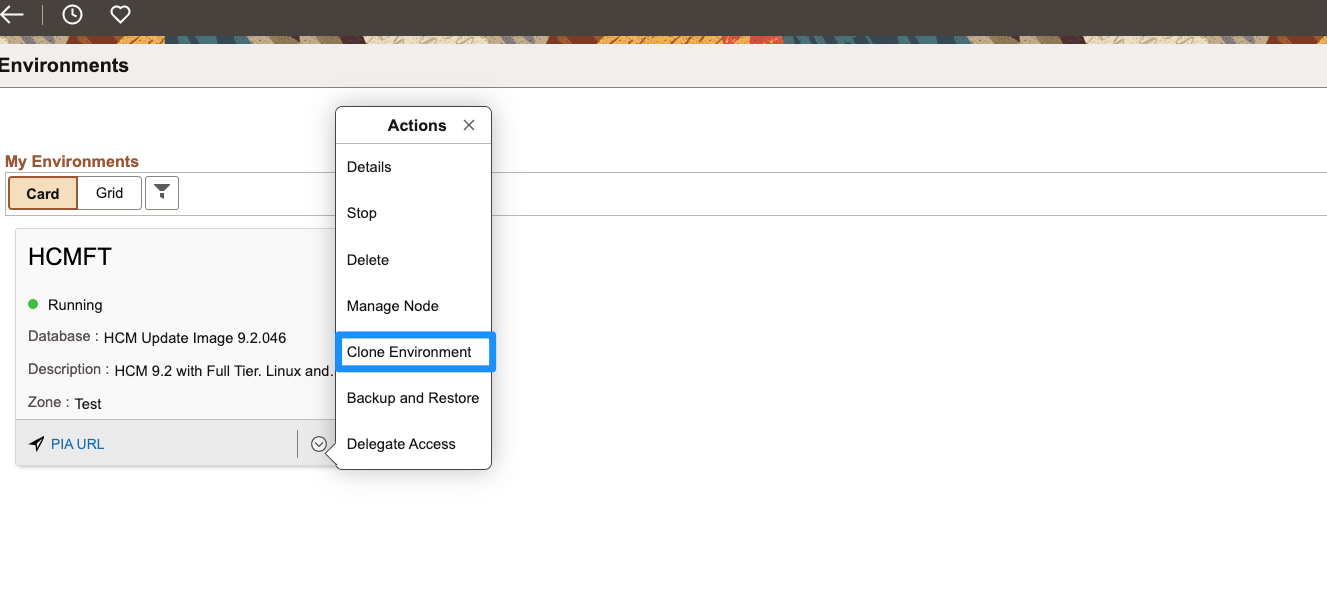 Environments
Actions
Details
Stop
Delete
Manage Node
Clone Environment
Backup and Restore
Delegate Access
My Environments
Card Grid
HCMFT
Running
Database : HCM Update Image 9.2.046
Description : HCM 9.2 with Full Tier. Linux and...
Zone : Test
PIA URL